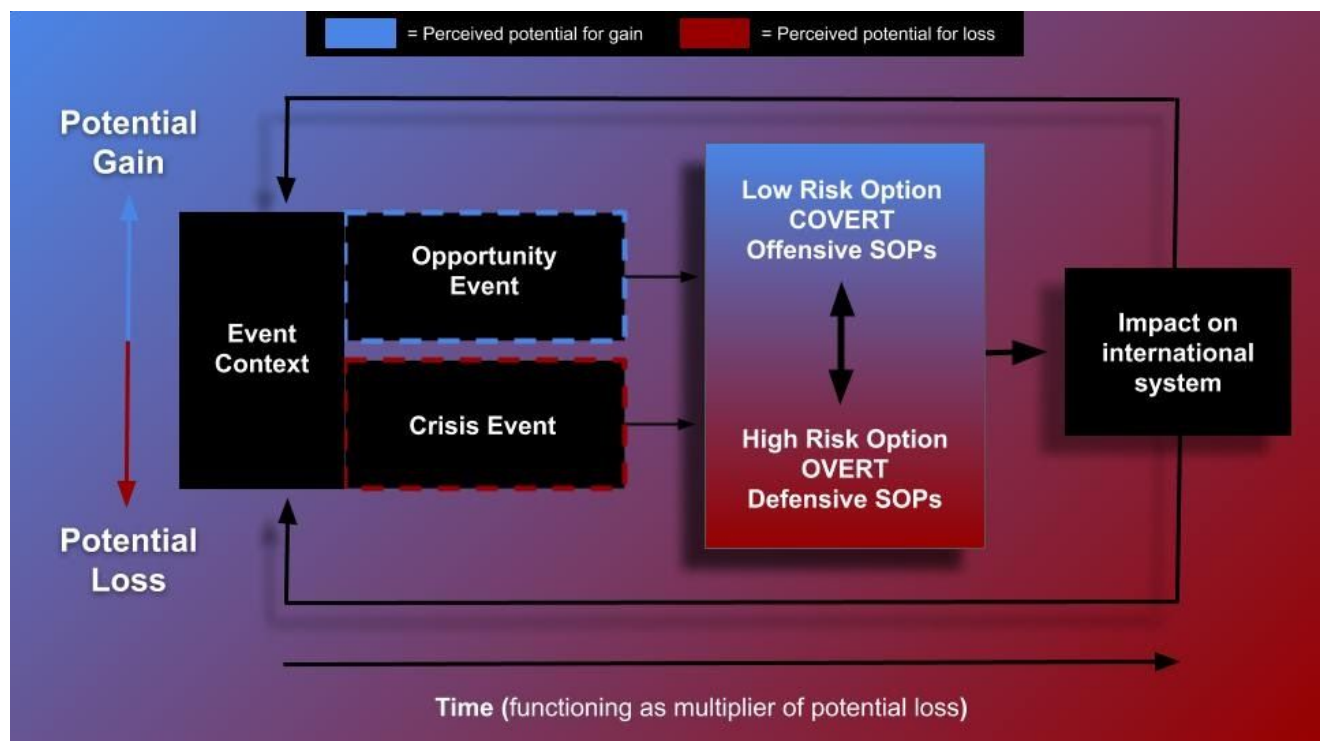 = Perceived potential for gain
= Perceived potential for loss
Potential
Gain
Potential
Loss
Event
Context
Opportunity
Event
Crisis Event
Low Risk Option
COVERT
Offensive SOPs
High Risk Option
OVERT
Defensive SOPs
Impact on
international
system
Time (functioning as multiplier of potential loss)